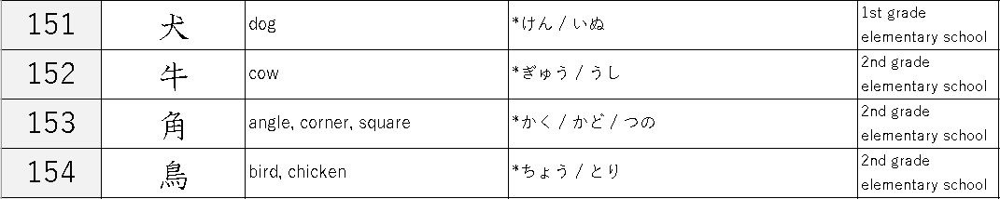 151 犬 dog *けん / いぬ 1st grade elementary school
152 牛 cow *ぎゅう / うし 2nd grade elementary school
153 角 angle, corner, square *かく / かど / つの 2nd grade elementary school
154 鳥 bird, chicken *ちょう / とり 2nd grade elementary school